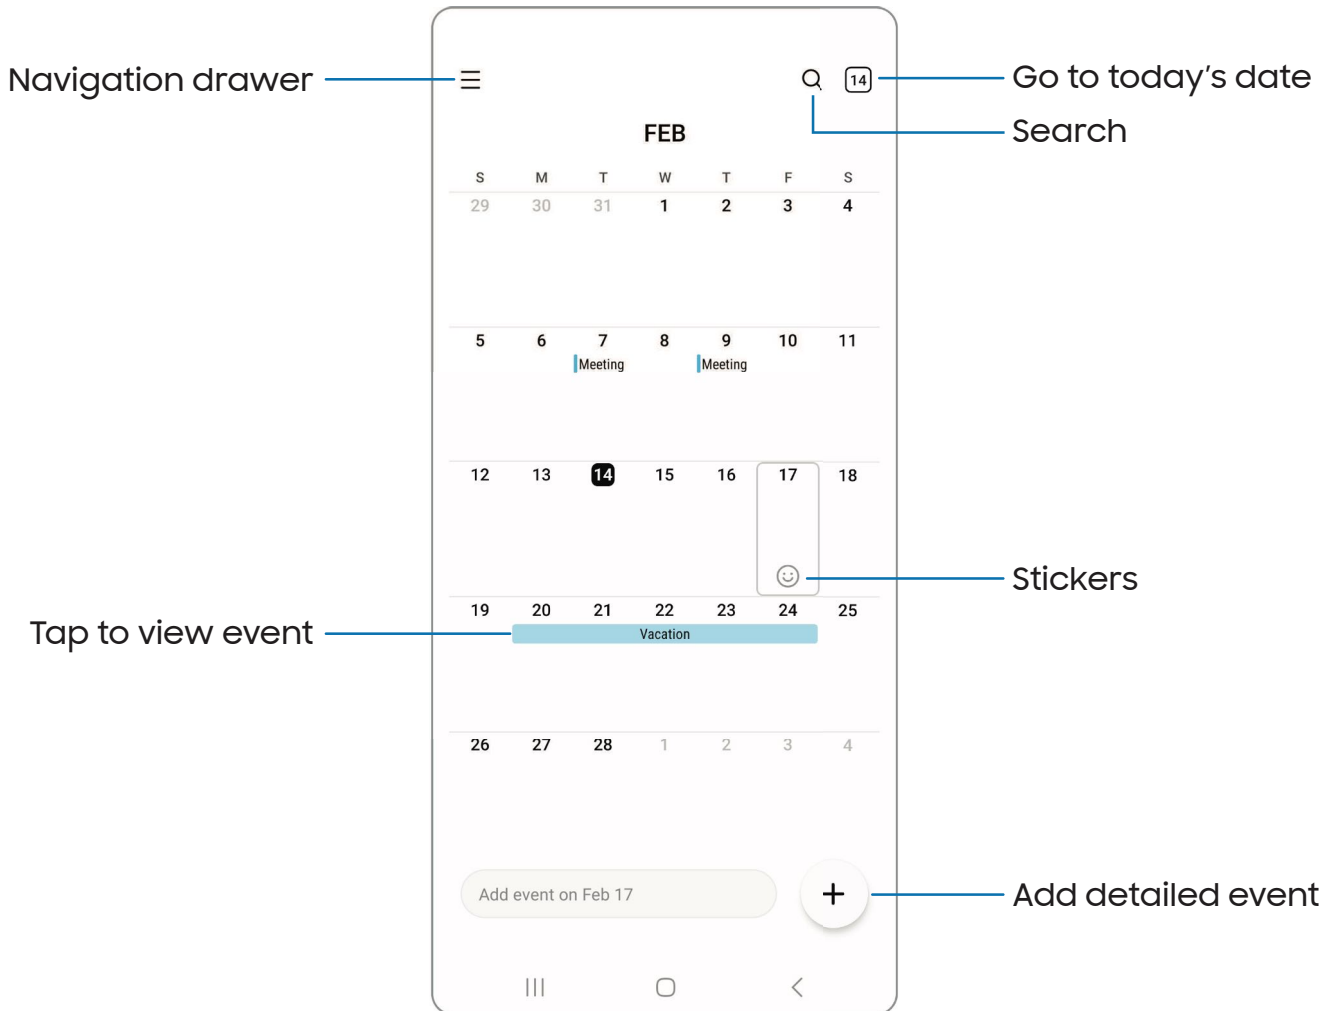 Navigation drawer
14
Go to today's date
Search
FEB
S M T W T F S
29 30 31 1 2 3 4
5 6 7 8 9 10 11
Meeting Meeting
12 13 14 15 16 17 18
Stickers
19 20 21 22 23 24 25
Tap to view event
Vacation
26 27 28 1 2 3 4
Add event on Feb 17
Add detailed event